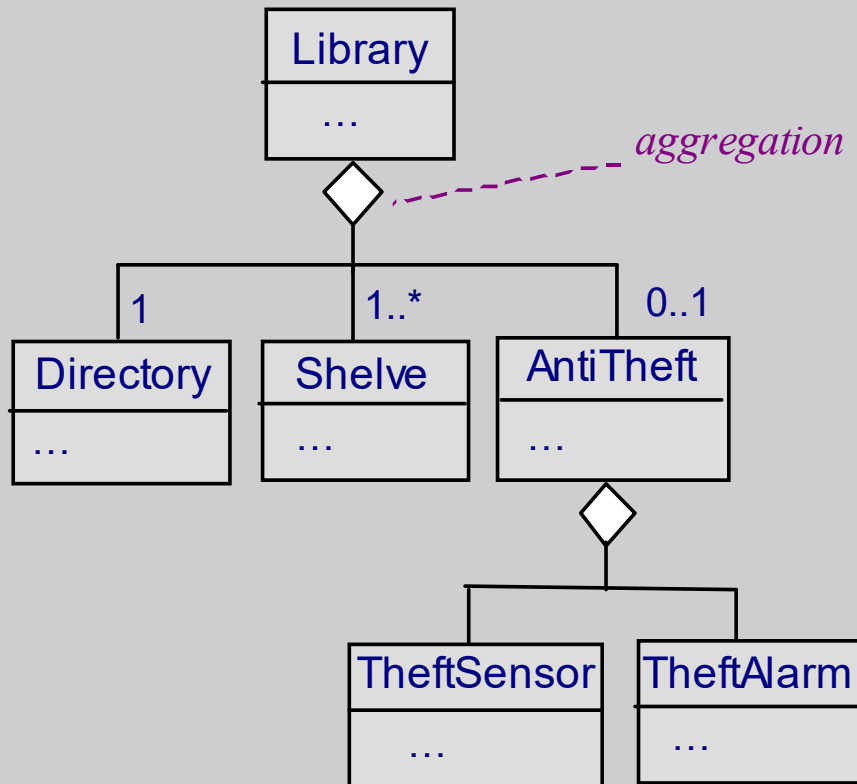 Library
...
aggregation
1
1..*
0..1
Directory
...
Shelve
...
AntiTheft
...
TheftSensor
...
TheftAlarm
...